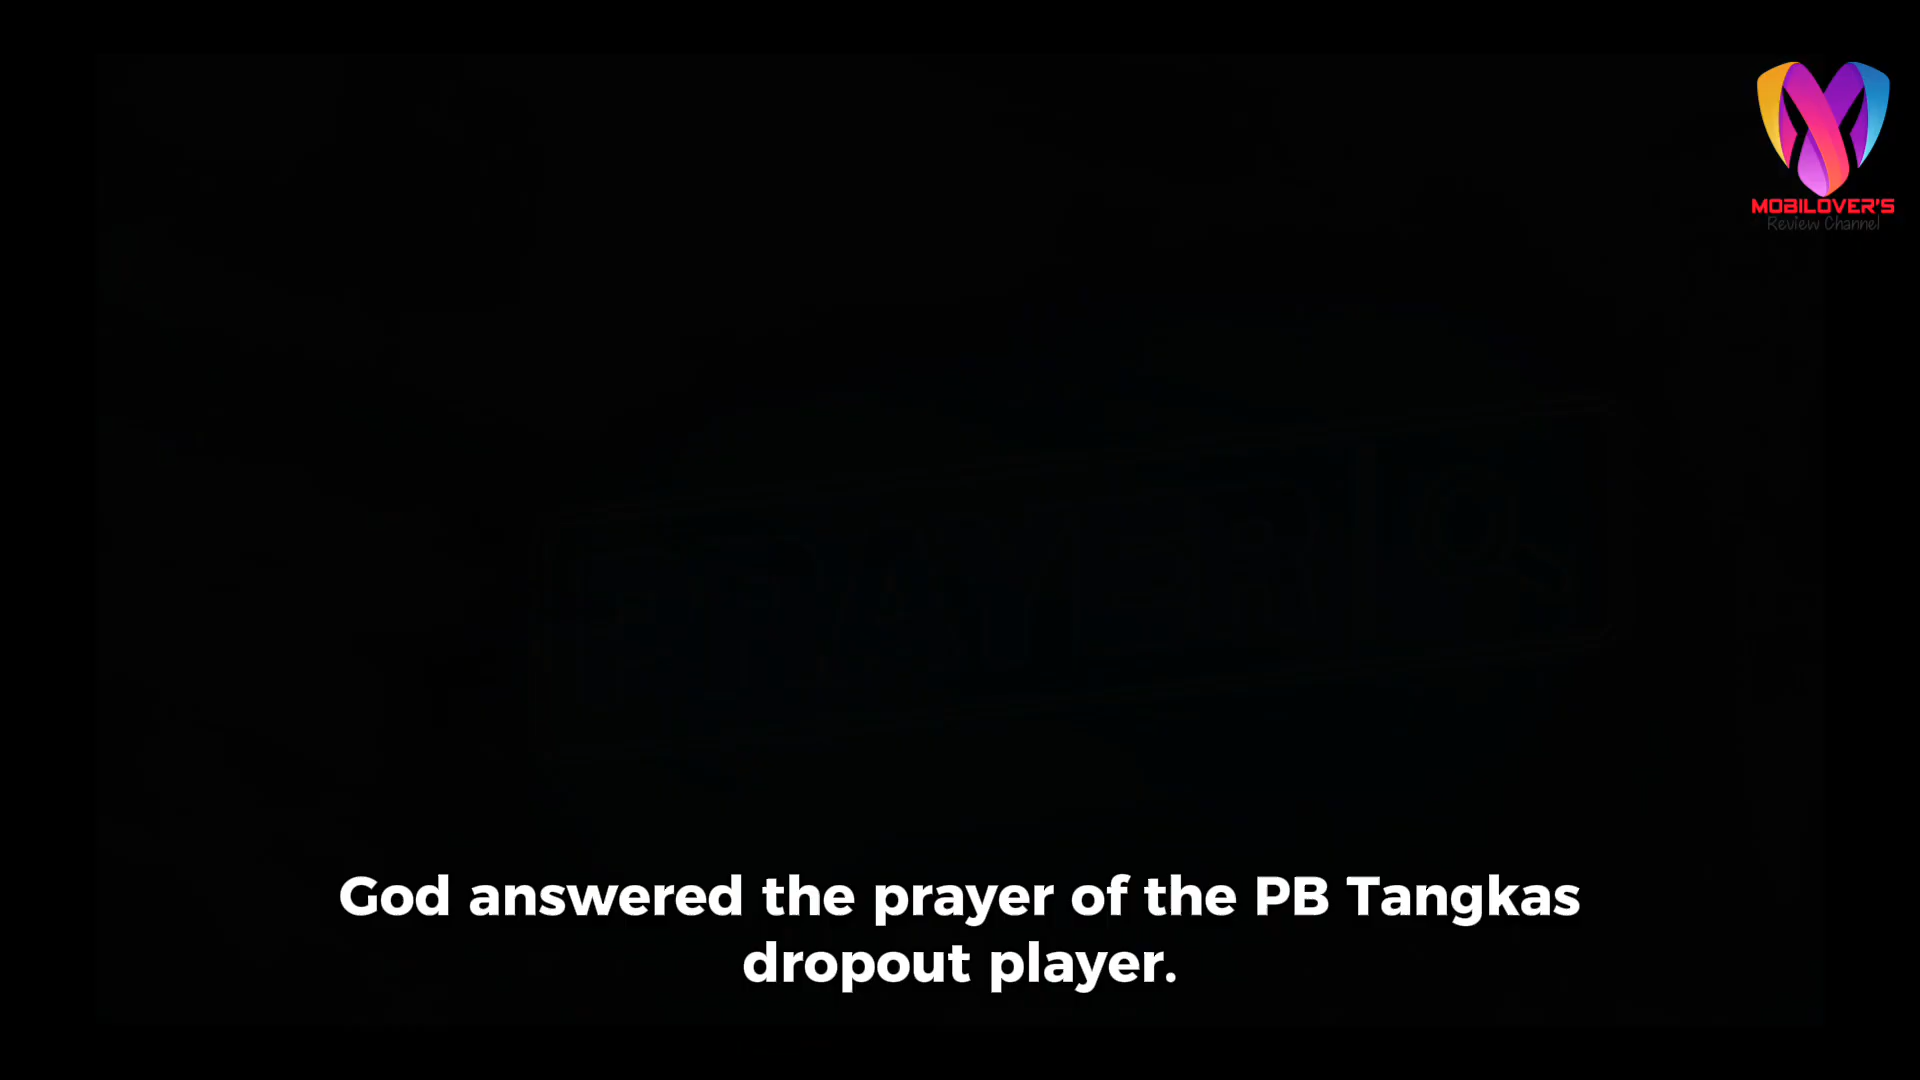 MOBILOVER'S
Review Channel
God answered the prayer of the PB Tangkas
dropout player.